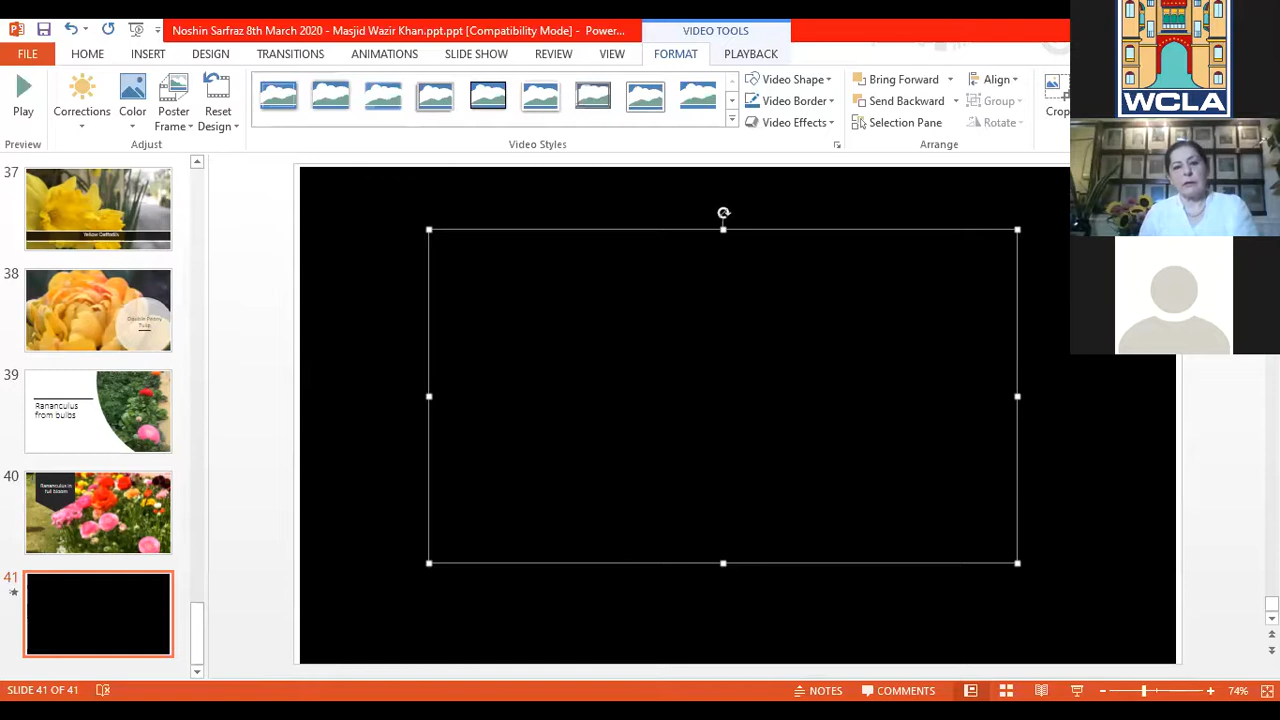 Noshin Sarfraz 8th March 2020 - Masjid Wazir Khan.ppt.ppt [Compatibility Mode] - Power...
VIDEO TOOLS
FILE HOME INSERT DESIGN TRANSITIONS ANIMATIONS SLIDE SHOW REVIEW VIEW FORMAT PLAYBACK
Play
Corrections
Color
Poster
Frame
Reset
Design
Video Shape
Video Border
Video Effects
Bring Forward
Send Backward
Selection Pane
Align
Group
Rotate
Crop
Preview Adjust Video Styles Arrange
WCLA
37
Yellow Daffodils
38
Double Peony
Tulip
39
Rananculus
from bulbs
40
Rananculus in
full bloom
41
SLIDE 41 OF 41 NOTES COMMENTS 74%